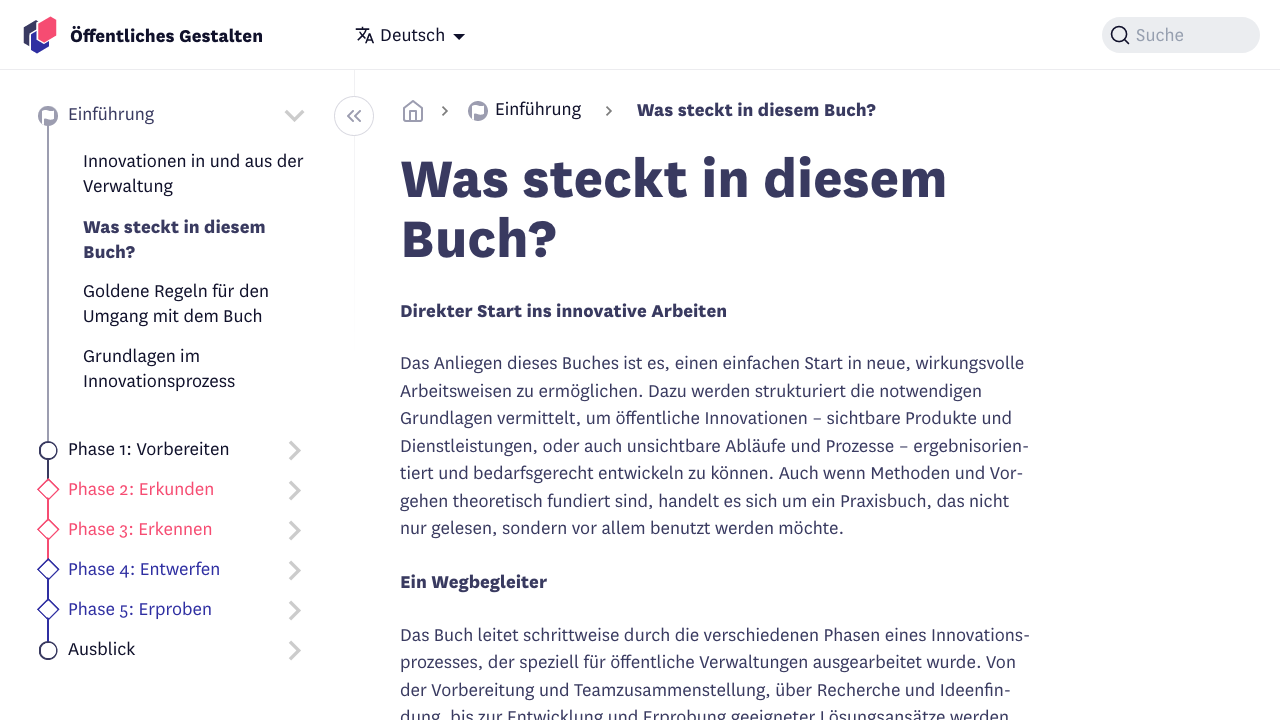 Öffentliches Gestalten
Deutsch
Suche
Einführung
Innovationen in und aus der
Verwaltung
Was steckt in diesem
Buch?
Goldene Regeln für den
Umgang mit dem Buch
Grundlagen im
Innovationsprozess
Phase 1: Vorbereiten
Phase 2: Erkunden
Phase 3: Erkennen
Phase 4: Entwerfen
Phase 5: Erproben
Ausblick
Einführung
Was steckt in diesem Buch?
Was steckt in diesem
Buch?
Direkter Start ins innovative Arbeiten
Das Anliegen dieses Buches ist es, einen einfachen Start in neue, wirkungsvolle
Arbeitsweisen zu ermöglichen. Dazu werden strukturiert die notwendigen
Grundlagen vermittelt, um öffentliche Innovationen – sichtbare Produkte und
Dienstleistungen, oder auch unsichtbare Abläufe und Prozesse – ergebnisorien-
tiert und bedarfsgerecht entwickeln zu können. Auch wenn Methoden und Vor-
gehen theoretisch fundiert sind, handelt es sich um ein Praxisbuch, das nicht
nur gelesen, sondern vor allem benutzt werden möchte.
Ein Wegbegleiter
Das Buch leitet schrittweise durch die verschiedenen Phasen eines Innovations-
prozesses, der speziell für öffentliche Verwaltungen ausgearbeitet wurde. Von
der Vorbereitung und Teamzusammenstellung, über Recherche und Ideenfin-
dung, bis zur Entwicklung und Erprobung geeigneter Lösungsansätze werden